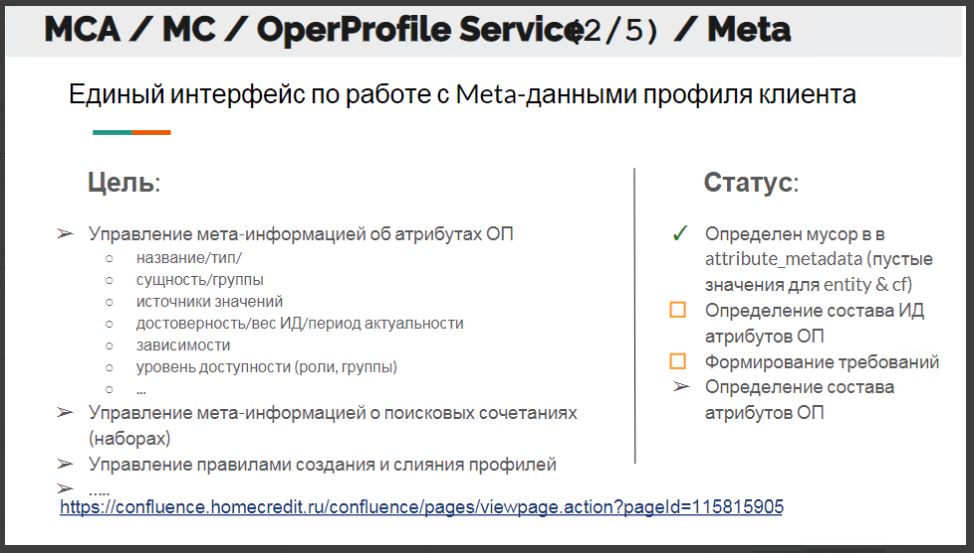 MCA / MC / OperProfile Service(2/5) / Meta
Единый интерфейс по работе с Meta-данными профиля клиента
Цель:
➢ Управление мета-информацией об атрибутах ОП
○ название/тип/
○ сущность/группы
○ источники значений
○ достоверность/вес ИД/период актуальности
○ зависимости
○ уровень доступности (роли, группы)
○ ...
➢ Управление мета-информацией о поисковых сочетаниях
(наборах)
➢ Управление правилами создания и слияния профилей
➢ .....
https://confluence.homecredit.ru/confluence/pages/viewpage.action?pageId=115815905
Статус:
✓ Определен мусор в в
attribute_metadata (пустые
значения для entity & cf)
□ Определение состава ИД
атрибутов ОП
□ Формирование требований
➢ Определение состава
атрибутов ОП